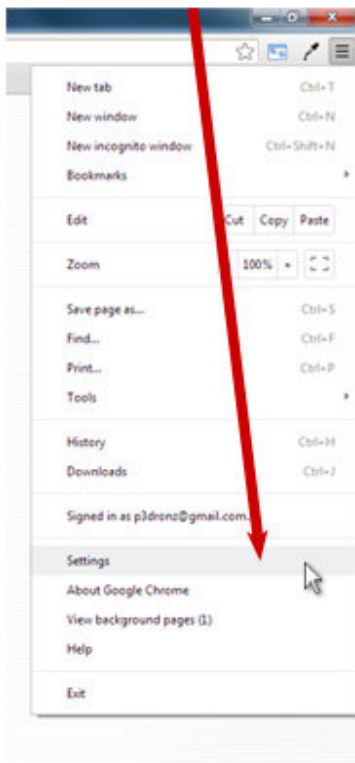 New tab Ctrl+T
New window Ctrl+N
New incognito window Ctrl+Shift+N
Bookmarks
Edit Cut Copy Paste
Zoom 100%
Save page as... Ctrl+S
Find... Ctrl+F
Print... Ctrl+P
Tools
History Ctrl+H
Downloads Ctrl+J
Signed in as p3dronz@gmail.com...
Settings
About Google Chrome
View background pages (1)
Help
Exit